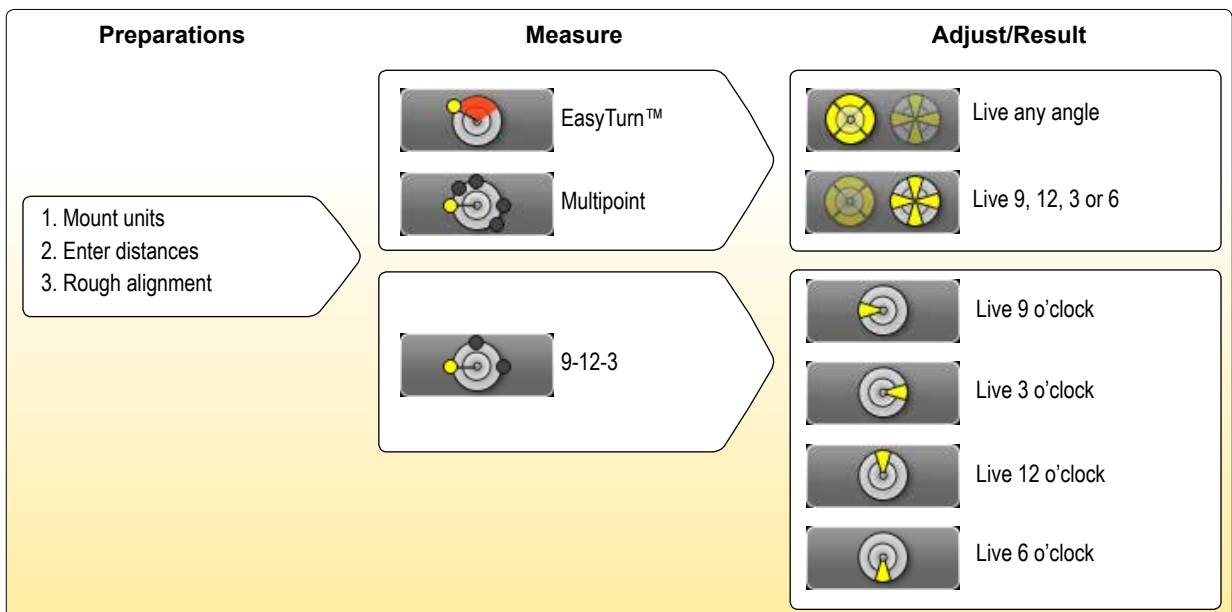 Preparations
Measure
Adjust/Result
1. Mount units
2. Enter distances
3. Rough alignment
EasyTurn™
Multipoint
9-12-3
Live any angle
Live 9, 12, 3 or 6
Live 9 o’clock
Live 3 o’clock
Live 12 o’clock
Live 6 o’clock